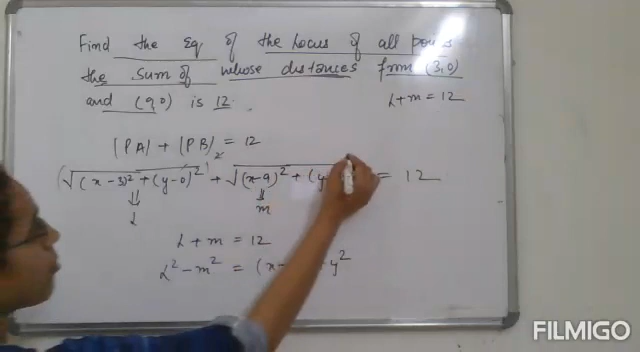 Find the Eq of the Locus of all points
the sum of whose distances from (3,0)
and (9,0) is 12.
L+m = 12
|PA| + |PB| = 12
√(x-3)² + (y-0)² + √(x-9)² + (y = 12
⇓ ⇓
L m
L + m = 12
L² - m² = (x- y²
FILMIGO